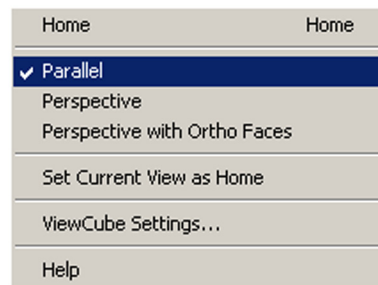 Home Home
Parallel
Perspective
Perspective with Ortho Faces
Set Current View as Home
ViewCube Settings...
Help